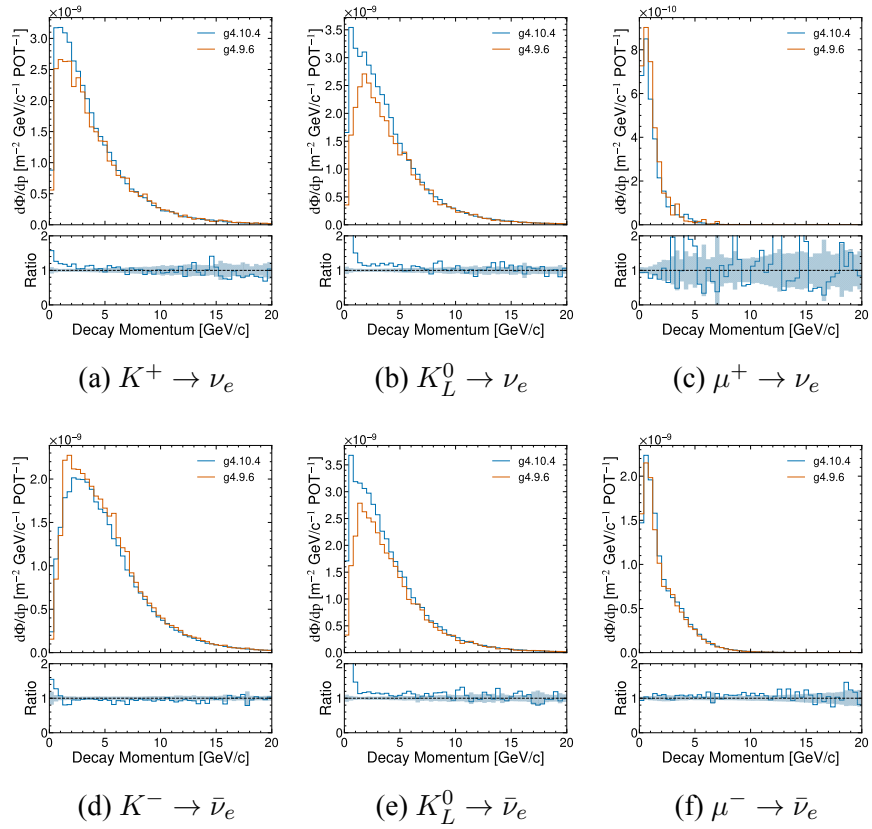 ×10⁻⁹
g4.10.4
g4.9.6
dΦ/dp [m⁻² GeV/c⁻¹ POT⁻¹]
3.0
2.5
2.0
1.5
1.0
0.5
0.0
Ratio
2
1
0
0 5 10 15 20
Decay Momentum [GeV/c]
(a) K⁺ → ν_e
×10⁻⁹
g4.10.4
g4.9.6
dΦ/dp [m⁻² GeV/c⁻¹ POT⁻¹]
3.5
3.0
2.5
2.0
1.5
1.0
0.5
0.0
Ratio
2
1
0
0 5 10 15 20
Decay Momentum [GeV/c]
(b) K⁰_L → ν_e
×10⁻¹⁰
g4.10.4
g4.9.6
dΦ/dp [m⁻² GeV/c⁻¹ POT⁻¹]
8
6
4
2
0
Ratio
2
1
0
0 5 10 15 20
Decay Momentum [GeV/c]
(c) μ⁺ → ν_e
×10⁻⁹
g4.10.4
g4.9.6
dΦ/dp [m⁻² GeV/c⁻¹ POT⁻¹]
2.0
1.5
1.0
0.5
0.0
Ratio
2
1
0
0 5 10 15 20
Decay Momentum [GeV/c]
(d) K⁻ → ν̄_e
×10⁻⁹
g4.10.4
g4.9.6
dΦ/dp [m⁻² GeV/c⁻¹ POT⁻¹]
3.5
3.0
2.5
2.0
1.5
1.0
0.5
0.0
Ratio
2
1
0
0 5 10 15 20
Decay Momentum [GeV/c]
(e) K⁰_L → ν̄_e
×10⁻⁹
g4.10.4
g4.9.6
dΦ/dp [m⁻² GeV/c⁻¹ POT⁻¹]
2.0
1.5
1.0
0.5
0.0
Ratio
2
1
0
0 5 10 15 20
Decay Momentum [GeV/c]
(f) μ⁻ → ν̄_e